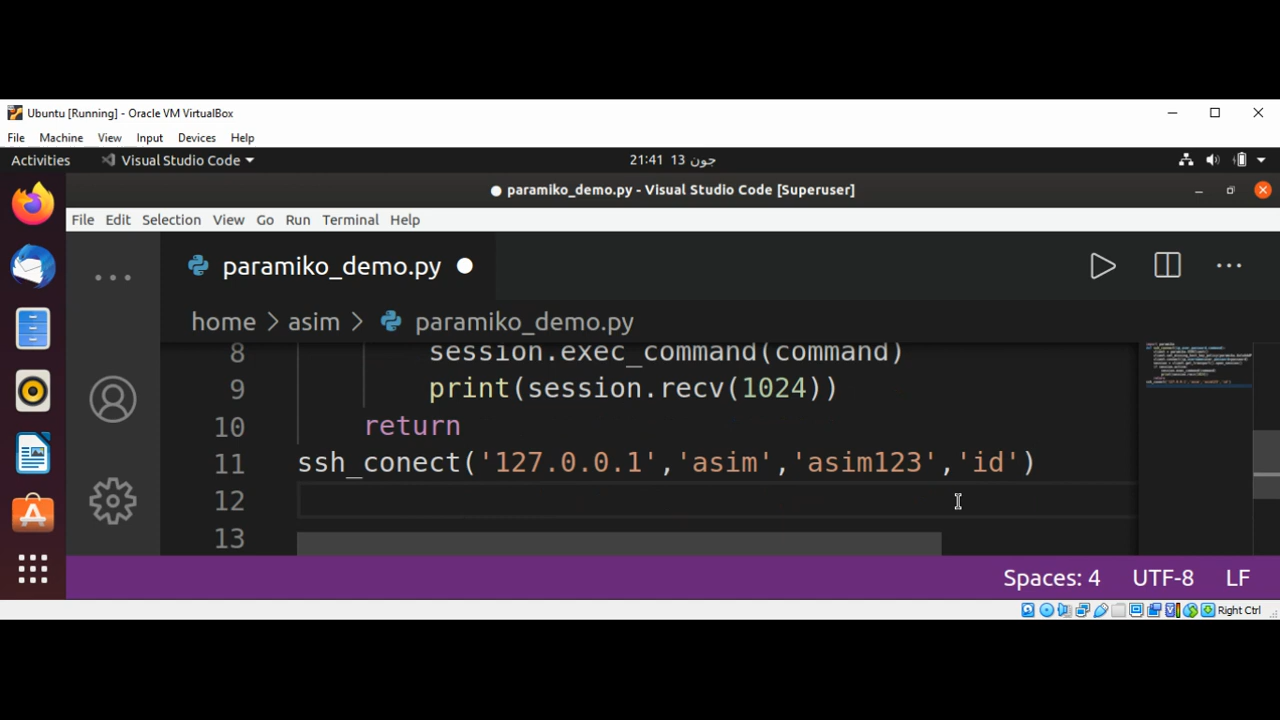 Ubuntu [Running] - Oracle VM VirtualBox
File Machine View Input Devices Help
Activities Visual Studio Code 21:41 13 جون
paramiko_demo.py - Visual Studio Code [Superuser]
File Edit Selection View Go Run Terminal Help
paramiko_demo.py
home > asim > paramiko_demo.py
8 session.exec_command(command)
9 print(session.recv(1024))
10 return
11 ssh_conect('127.0.0.1','asim','asim123','id')
12
13
Spaces: 4 UTF-8 LF
Right Ctrl